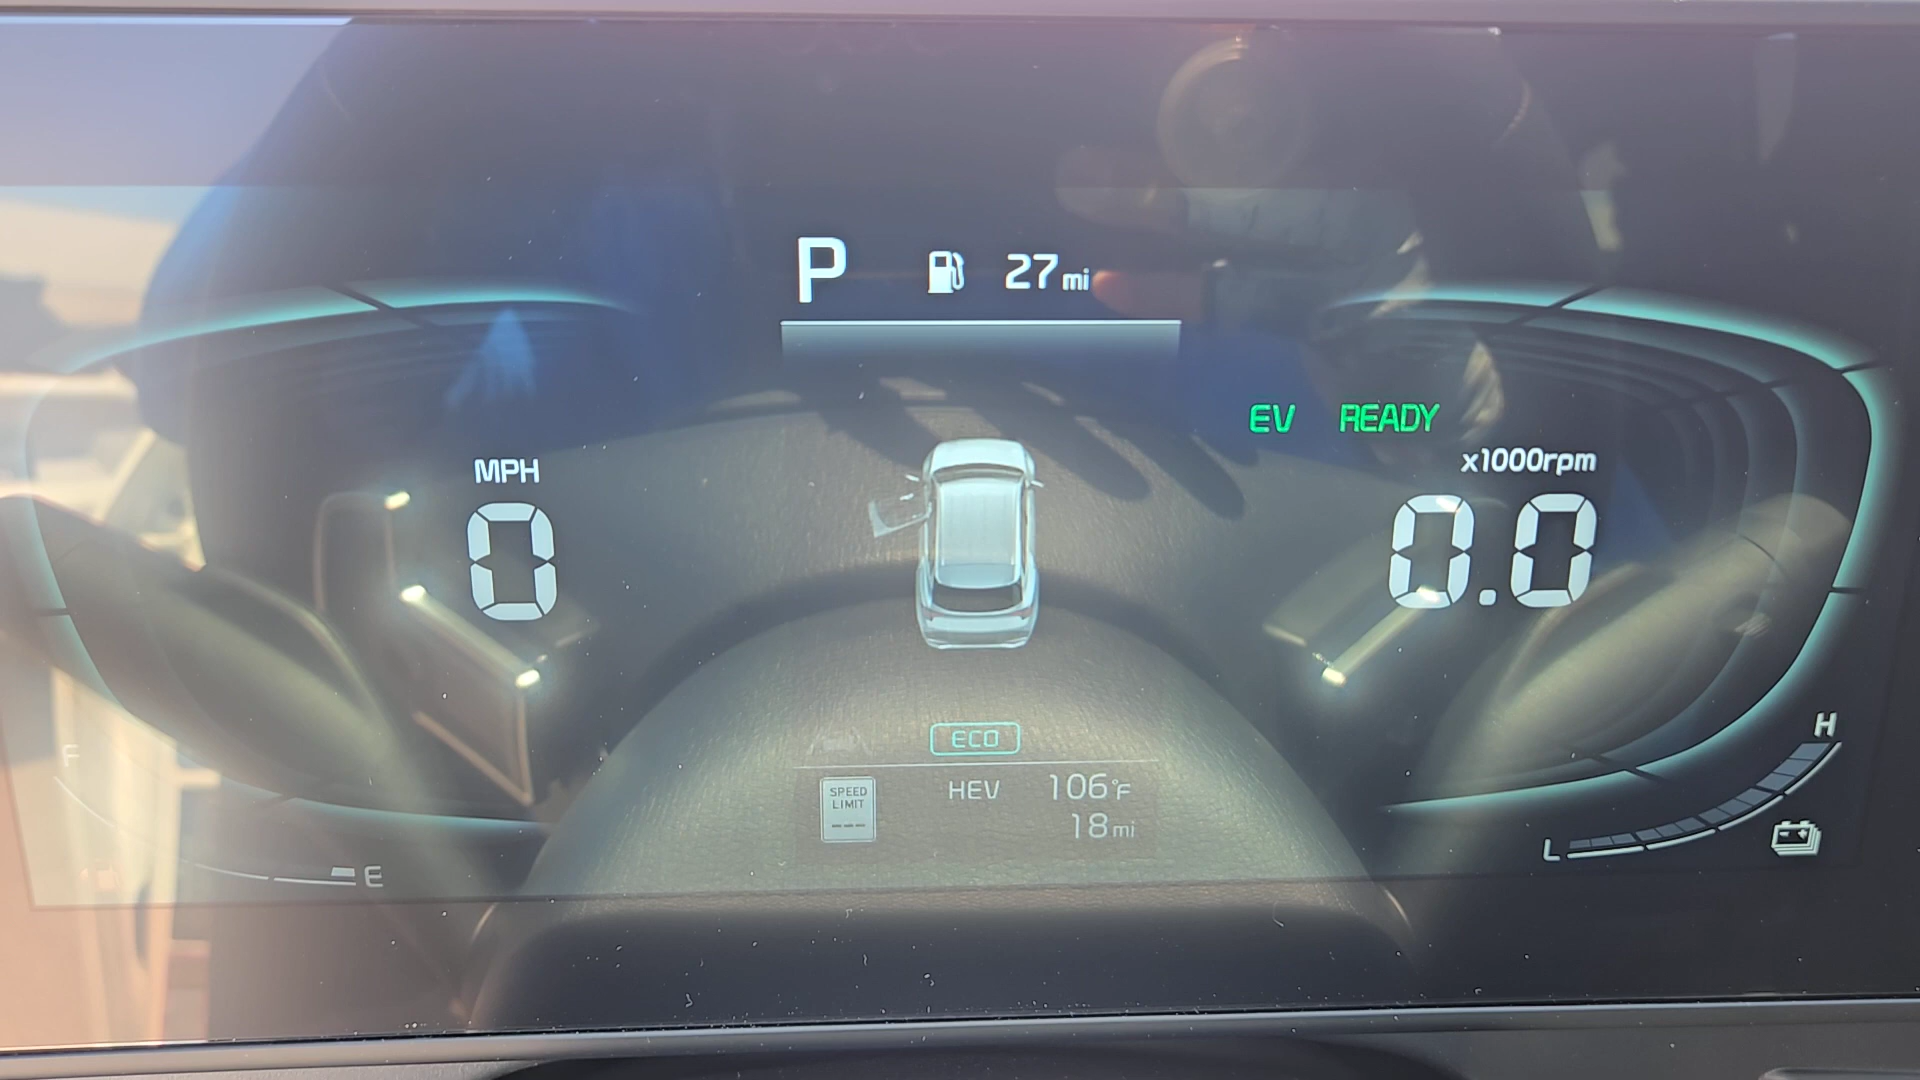 P 27 mi
EV READY
MPH
x1000rpm
0
0.0
H
F
ECO
SPEED LIMIT ---
HEV 106°F
18 mi
L
E